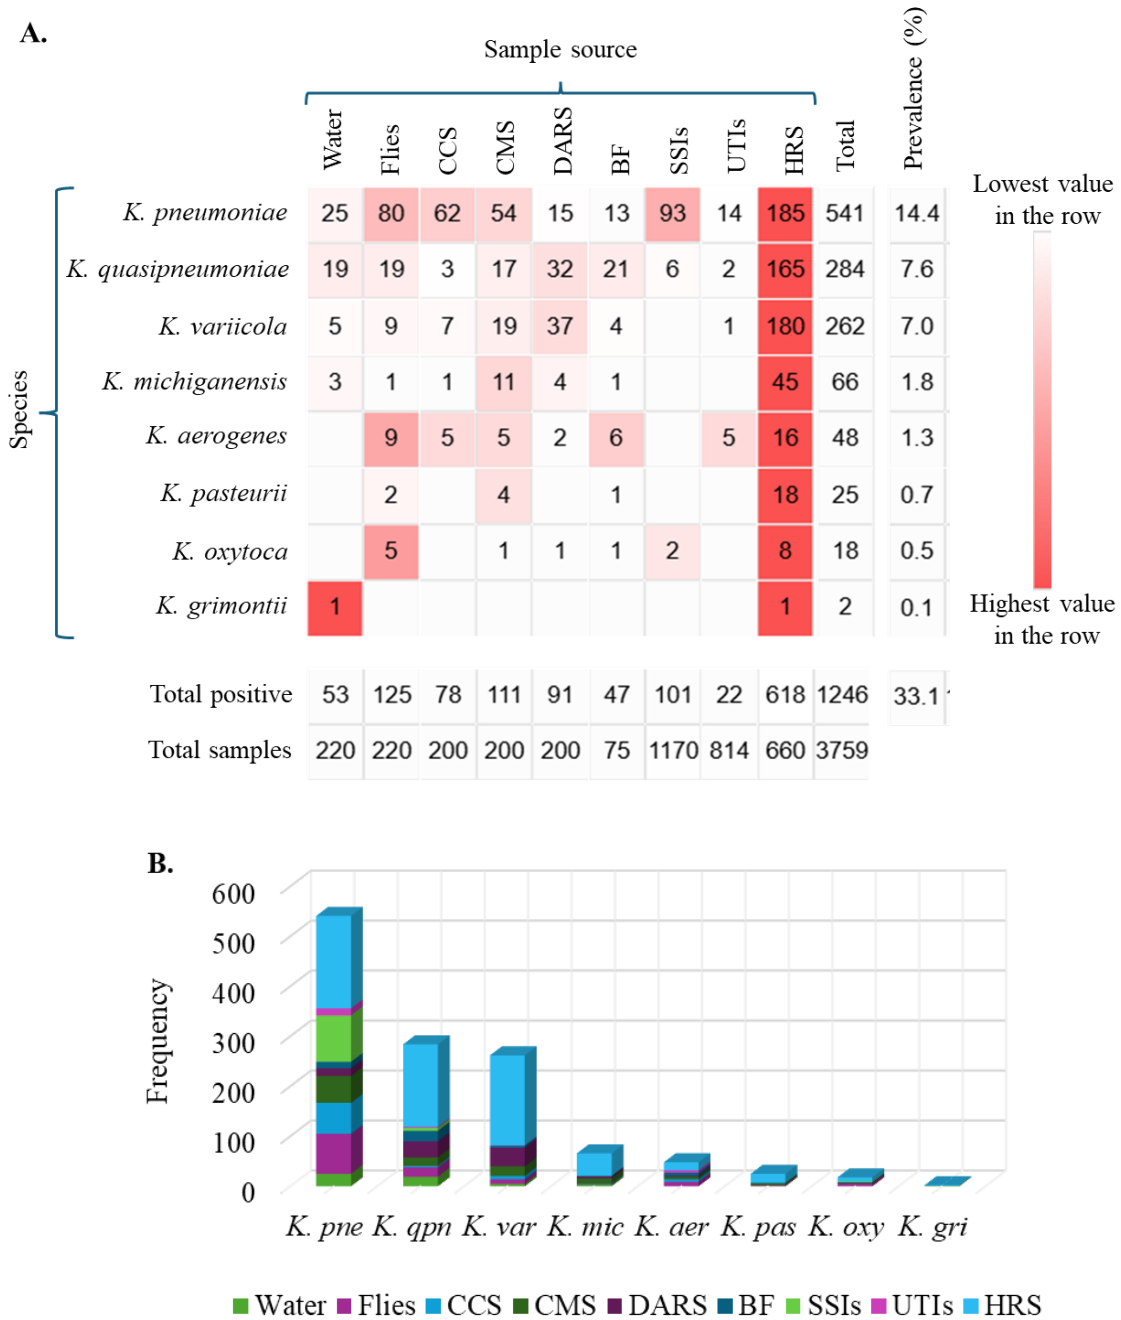 A.
Sample source
Water Flies CCS CMS DARS BF SSIs UTIs HRS Total Prevalence (%)
Species
K. pneumoniae 25 80 62 54 15 13 93 14 185 541 14.4
K. quasipneumoniae 19 19 3 17 32 21 6 2 165 284 7.6
K. variicola 5 9 7 19 37 4 1 180 262 7.0
K. michiganensis 3 1 1 11 4 1 45 66 1.8
K. aerogenes 9 5 5 2 6 5 16 48 1.3
K. pasteurii 2 4 1 18 25 0.7
K. oxytoca 5 1 1 1 2 8 18 0.5
K. grimontii 1 1 2 0.1
Total positive 53 125 78 111 91 47 101 22 618 1246 33.1
Total samples 220 220 200 200 200 75 1170 814 660 3759
Lowest value
in the row
Highest value
in the row
B.
Frequency
600
500
400
300
200
100
0
K. pne K. qpn K. var K. mic K. aer K. pas K. oxy K. gri
Water Flies CCS CMS DARS BF SSIs UTIs HRS